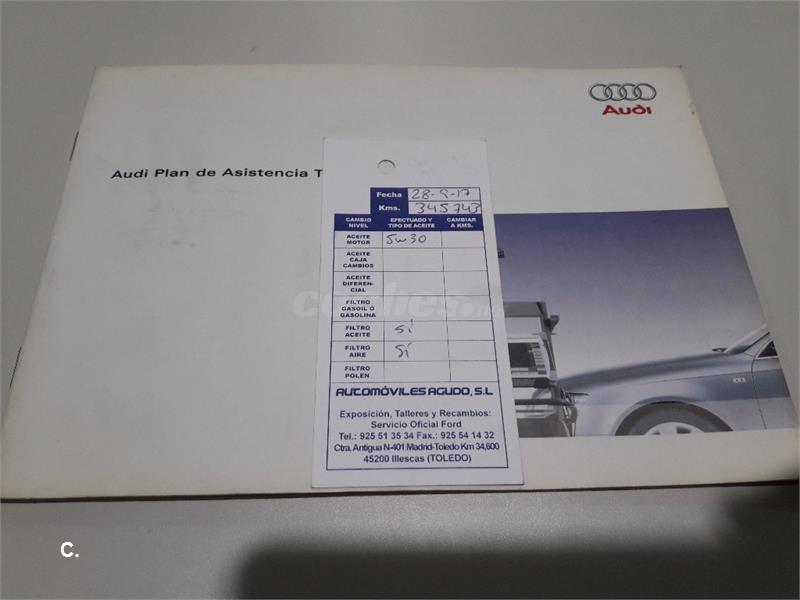 Audi
Audi Plan de Asistencia T
Fecha 28-9-17
Kms. 345743
CAMBIO NIVEL EFECTUADO Y TIPO DE ACEITE CAMBIAR A KMS.
ACEITE MOTOR 5w30
ACEITE CAJA CAMBIOS
ACEITE DIFEREN- CIAL
FILTRO GASOIL Ó GASOLINA
FILTRO ACEITE sí
FILTRO AIRE sí
FILTRO POLEN
AUTOMÓVILES AGUDO, S.L
Exposición, Talleres y Recambios:
Servicio Oficial Ford
Tel.: 925 51 35 34 Fax.: 925 54 14 32
Ctra. Antigua N-401 Madrid-Toledo Km 34,600
45200 Illescas (TOLEDO)
C.